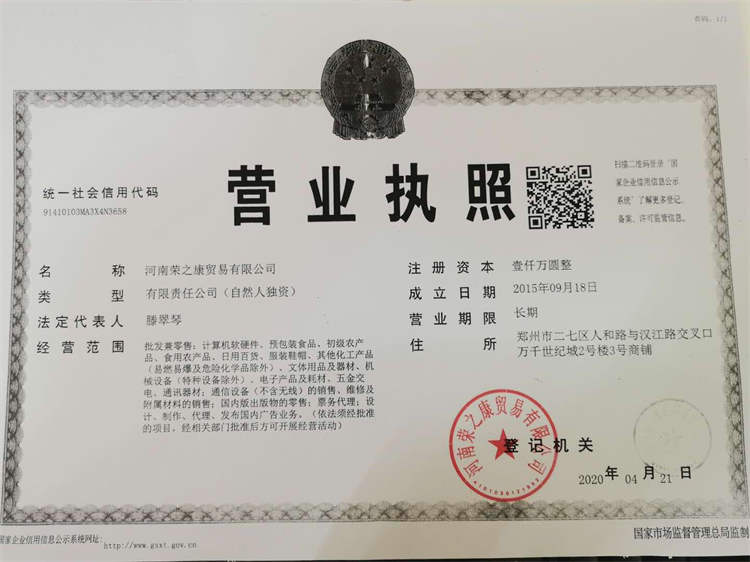 页码：1/1
营业执照
统一社会信用代码
91410103MA3X4N3658
扫描二维码登录‘国
家企业信用信息公示
系统’了解更多登记、
备案、许可监管信息。
名称 河南荣之康贸易有限公司
类型 有限责任公司（自然人独资）
法定代表人 滕翠琴
经营范围 批发兼零售：计算机软硬件、预包装食品、初级农产
品、食用农产品、日用百货、服装鞋帽、其他化工产品
（易燃易爆及危险化学品除外）、文体用品及器材、机
械设备（特种设备除外）、电子产品及耗材、五金交
电、通讯器材；通信设备（不含无线）的销售、维修及
附属材料的销售；国内版出版物的零售；票务代理；设
计、制作、代理、发布国内广告业务。（依法须经批准
的项目，经相关部门批准后方可开展经营活动）
注册资本 壹仟万圆整
成立日期 2015年09月18日
营业期限 长期
住所 郑州市二七区人和路与汉江路交叉口
万千世纪城2号楼3号商铺
河南荣之康贸易有限公司
4101030121932
登记机关
2020年04月21日
国家企业信用信息公示系统网址：http://www.gsxt.gov.cn
国家市场监督管理总局监制